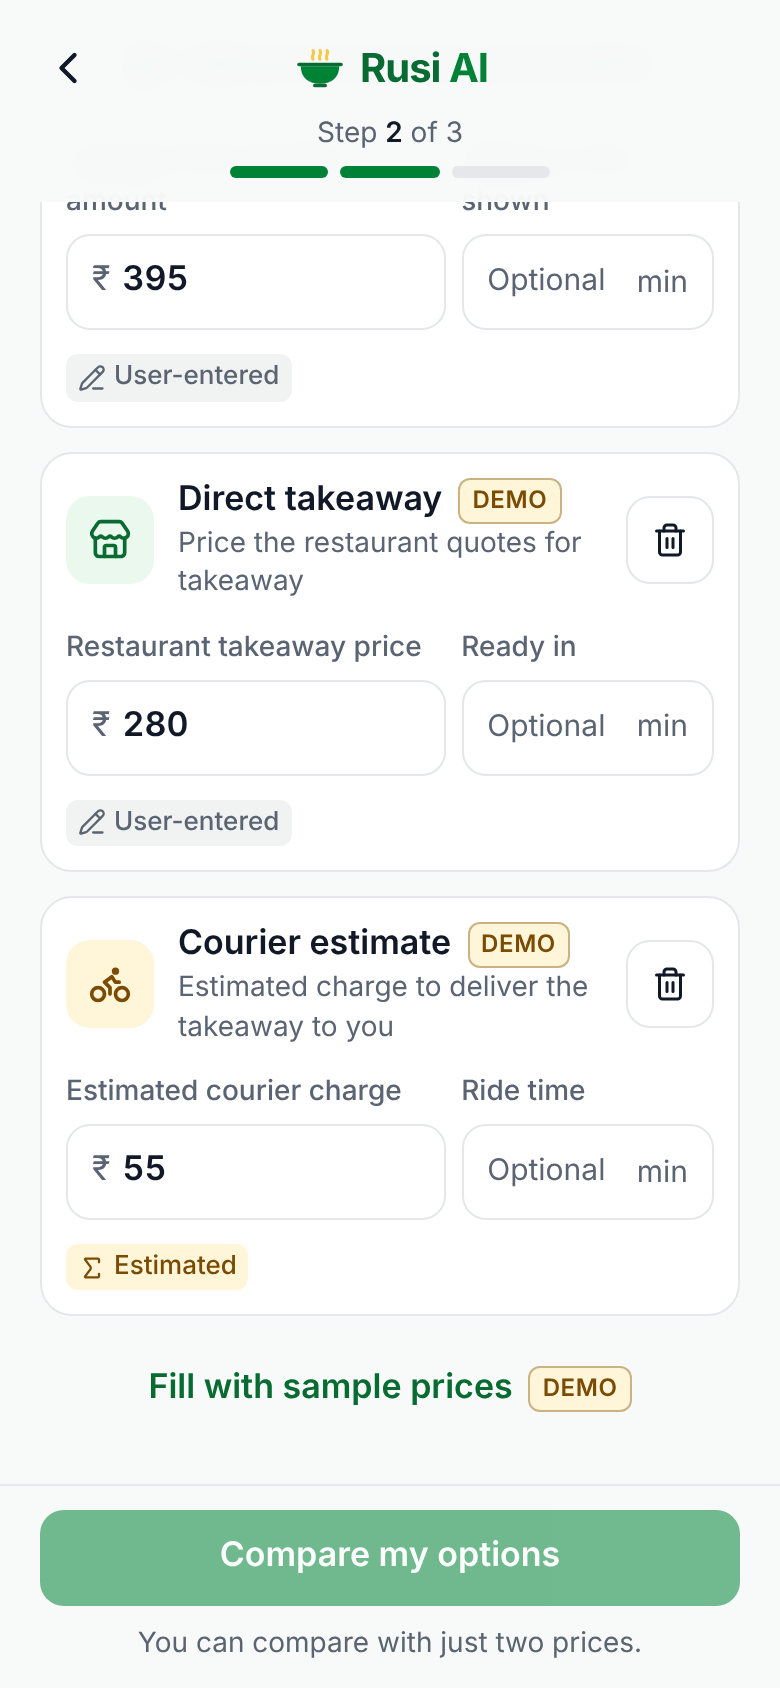 Rusi AI
Step 2 of 3
amount shown
₹ 395 Optional min
User-entered
Direct takeaway DEMO
Price the restaurant quotes for
takeaway
Restaurant takeaway price Ready in
₹ 280 Optional min
User-entered
Courier estimate DEMO
Estimated charge to deliver the
takeaway to you
Estimated courier charge Ride time
₹ 55 Optional min
Estimated
Fill with sample prices DEMO
Compare my options
You can compare with just two prices.